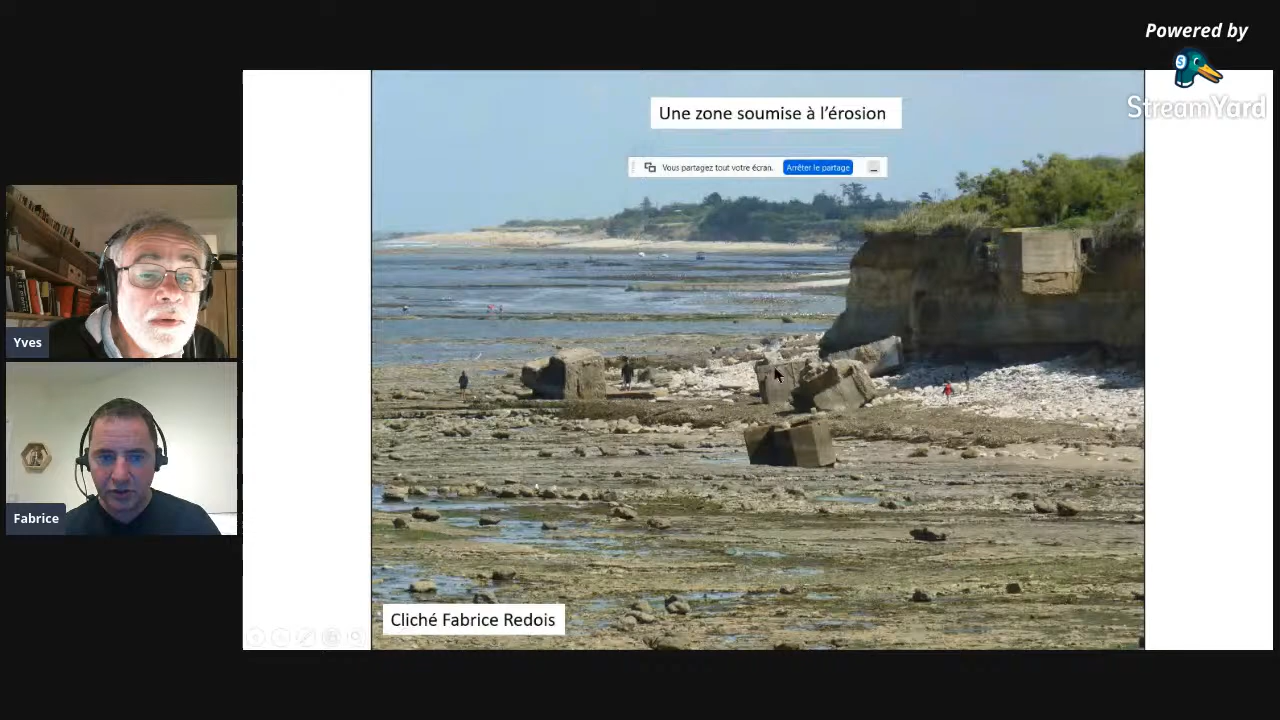 Powered by
StreamYard
Une zone soumise à l'érosion
Vous partagez tout votre écran.
Arrêter le partage
Yves
Fabrice
Cliché Fabrice Redois